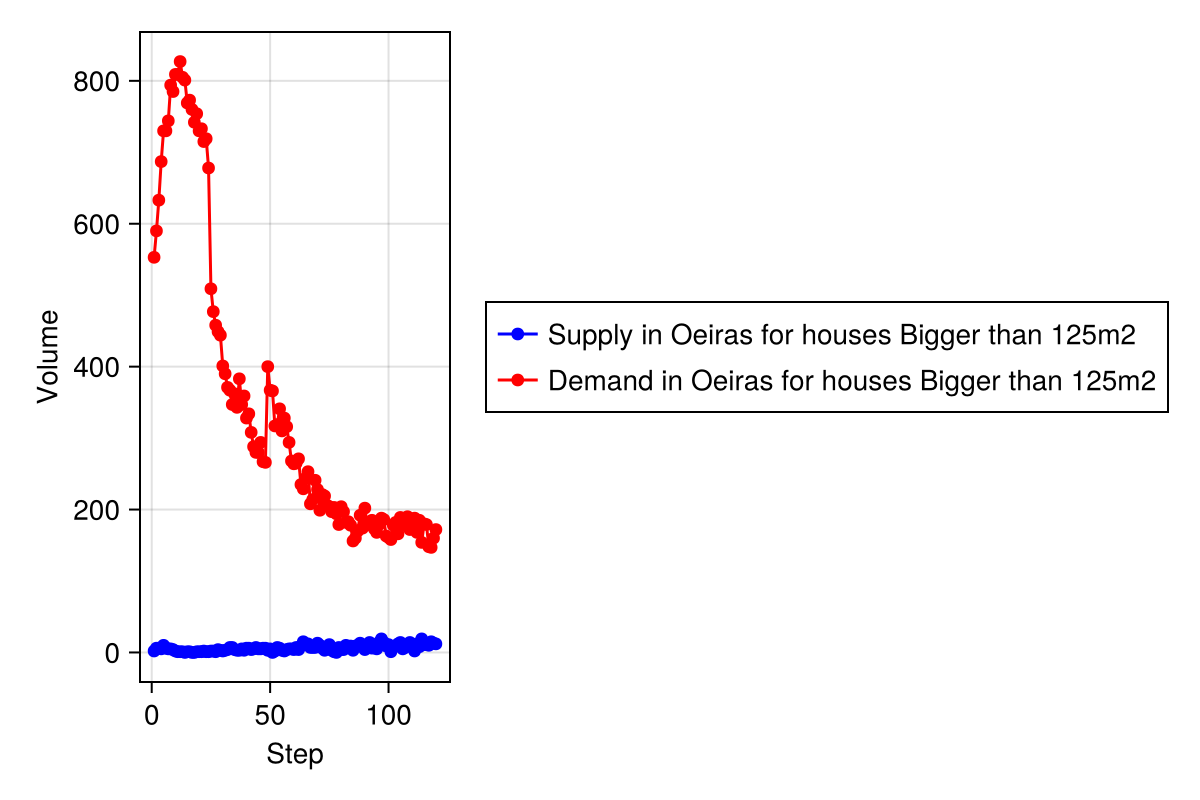 800
600
400
200
0
Volume
0 50 100
Step
Supply in Oeiras for houses Bigger than 125m2
Demand in Oeiras for houses Bigger than 125m2